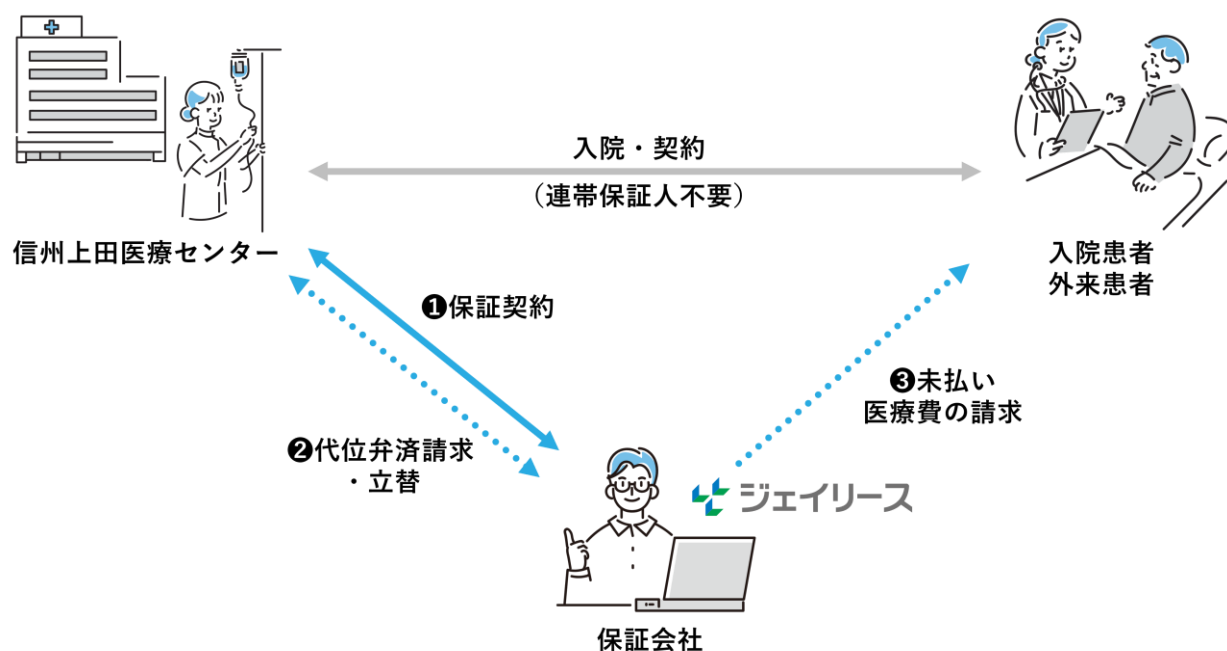 入院・契約
（連帯保証人不要）
信州上田医療センター
入院患者
外来患者
❶保証契約
❷代位弁済請求
・立替
❸未払い
医療費の請求
ジェイリース
保証会社